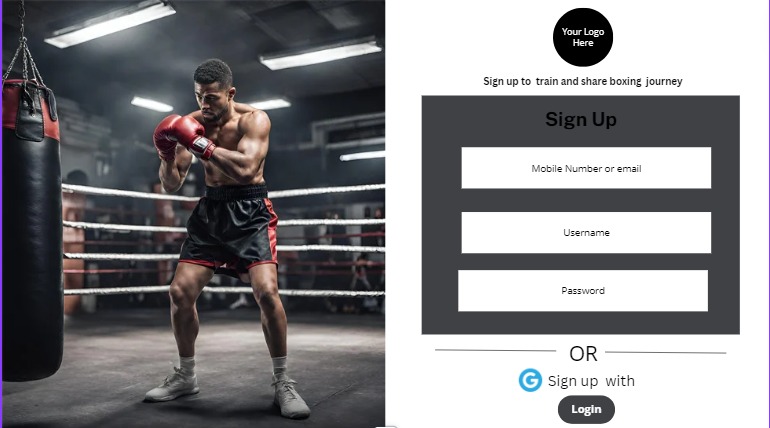 Your Logo
Here
Sign up to train and share boxing journey
Sign Up
Mobile Number or email
Username
Password
OR
G Sign up with
Login